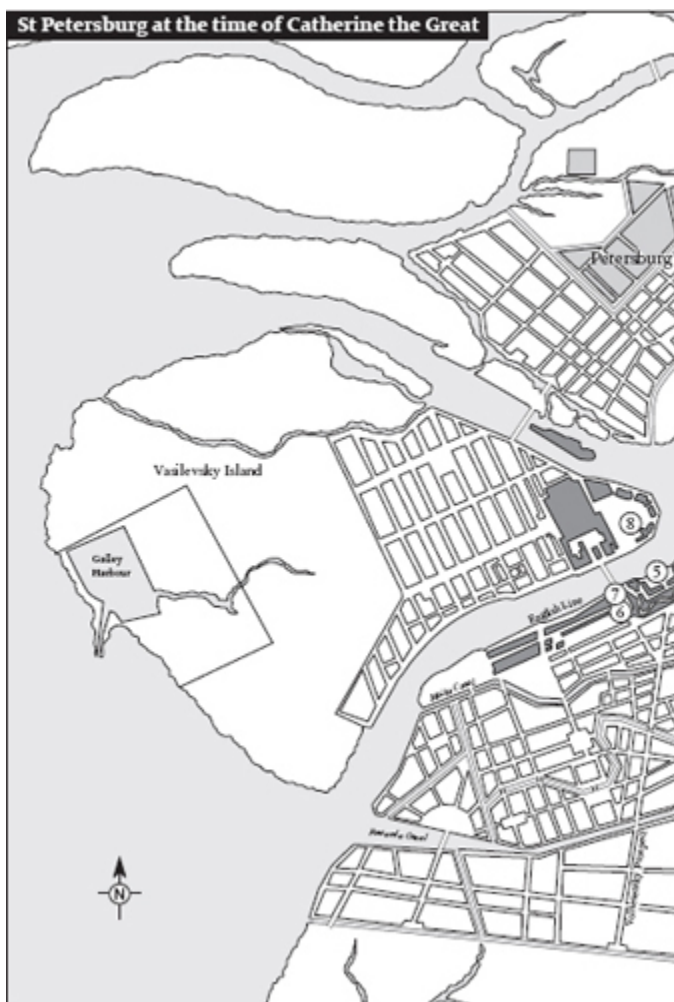 St Petersburg at the time of Catherine the Great
Petersburg
Vasilevsky Island
Galley
Harbour
8
5
7
6
English Line
Canal
Canal
N